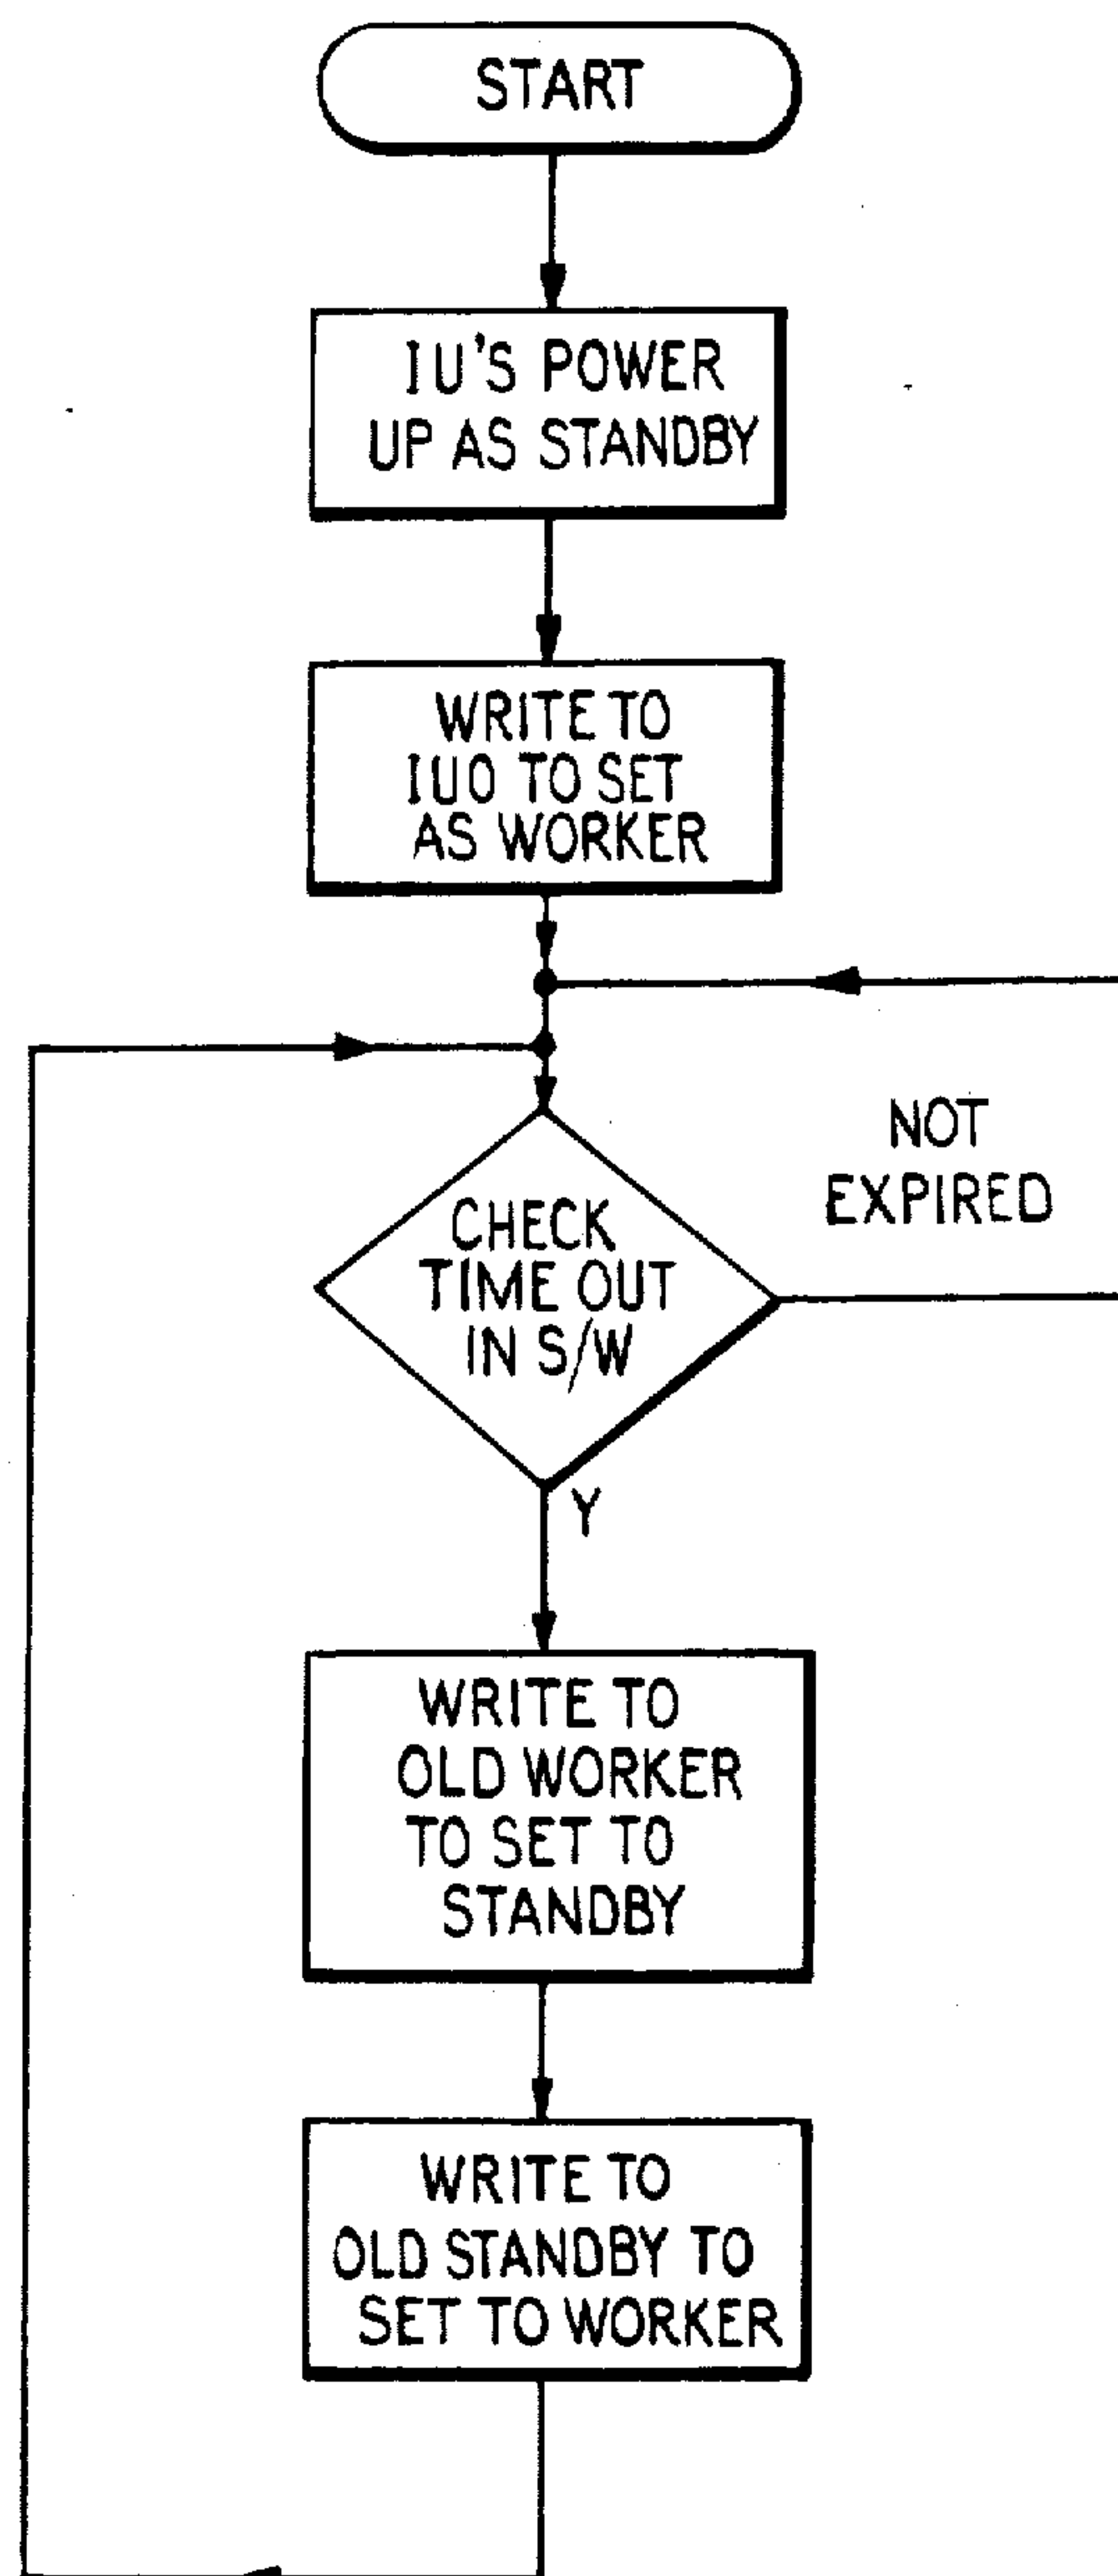 START
IU'S POWER
UP AS STANDBY
WRITE TO
IU0 TO SET
AS WORKER
NOT
EXPIRED
CHECK
TIME OUT
IN S/W
Y
WRITE TO
OLD WORKER
TO SET TO
STANDBY
WRITE TO
OLD STANDBY TO
SET TO WORKER